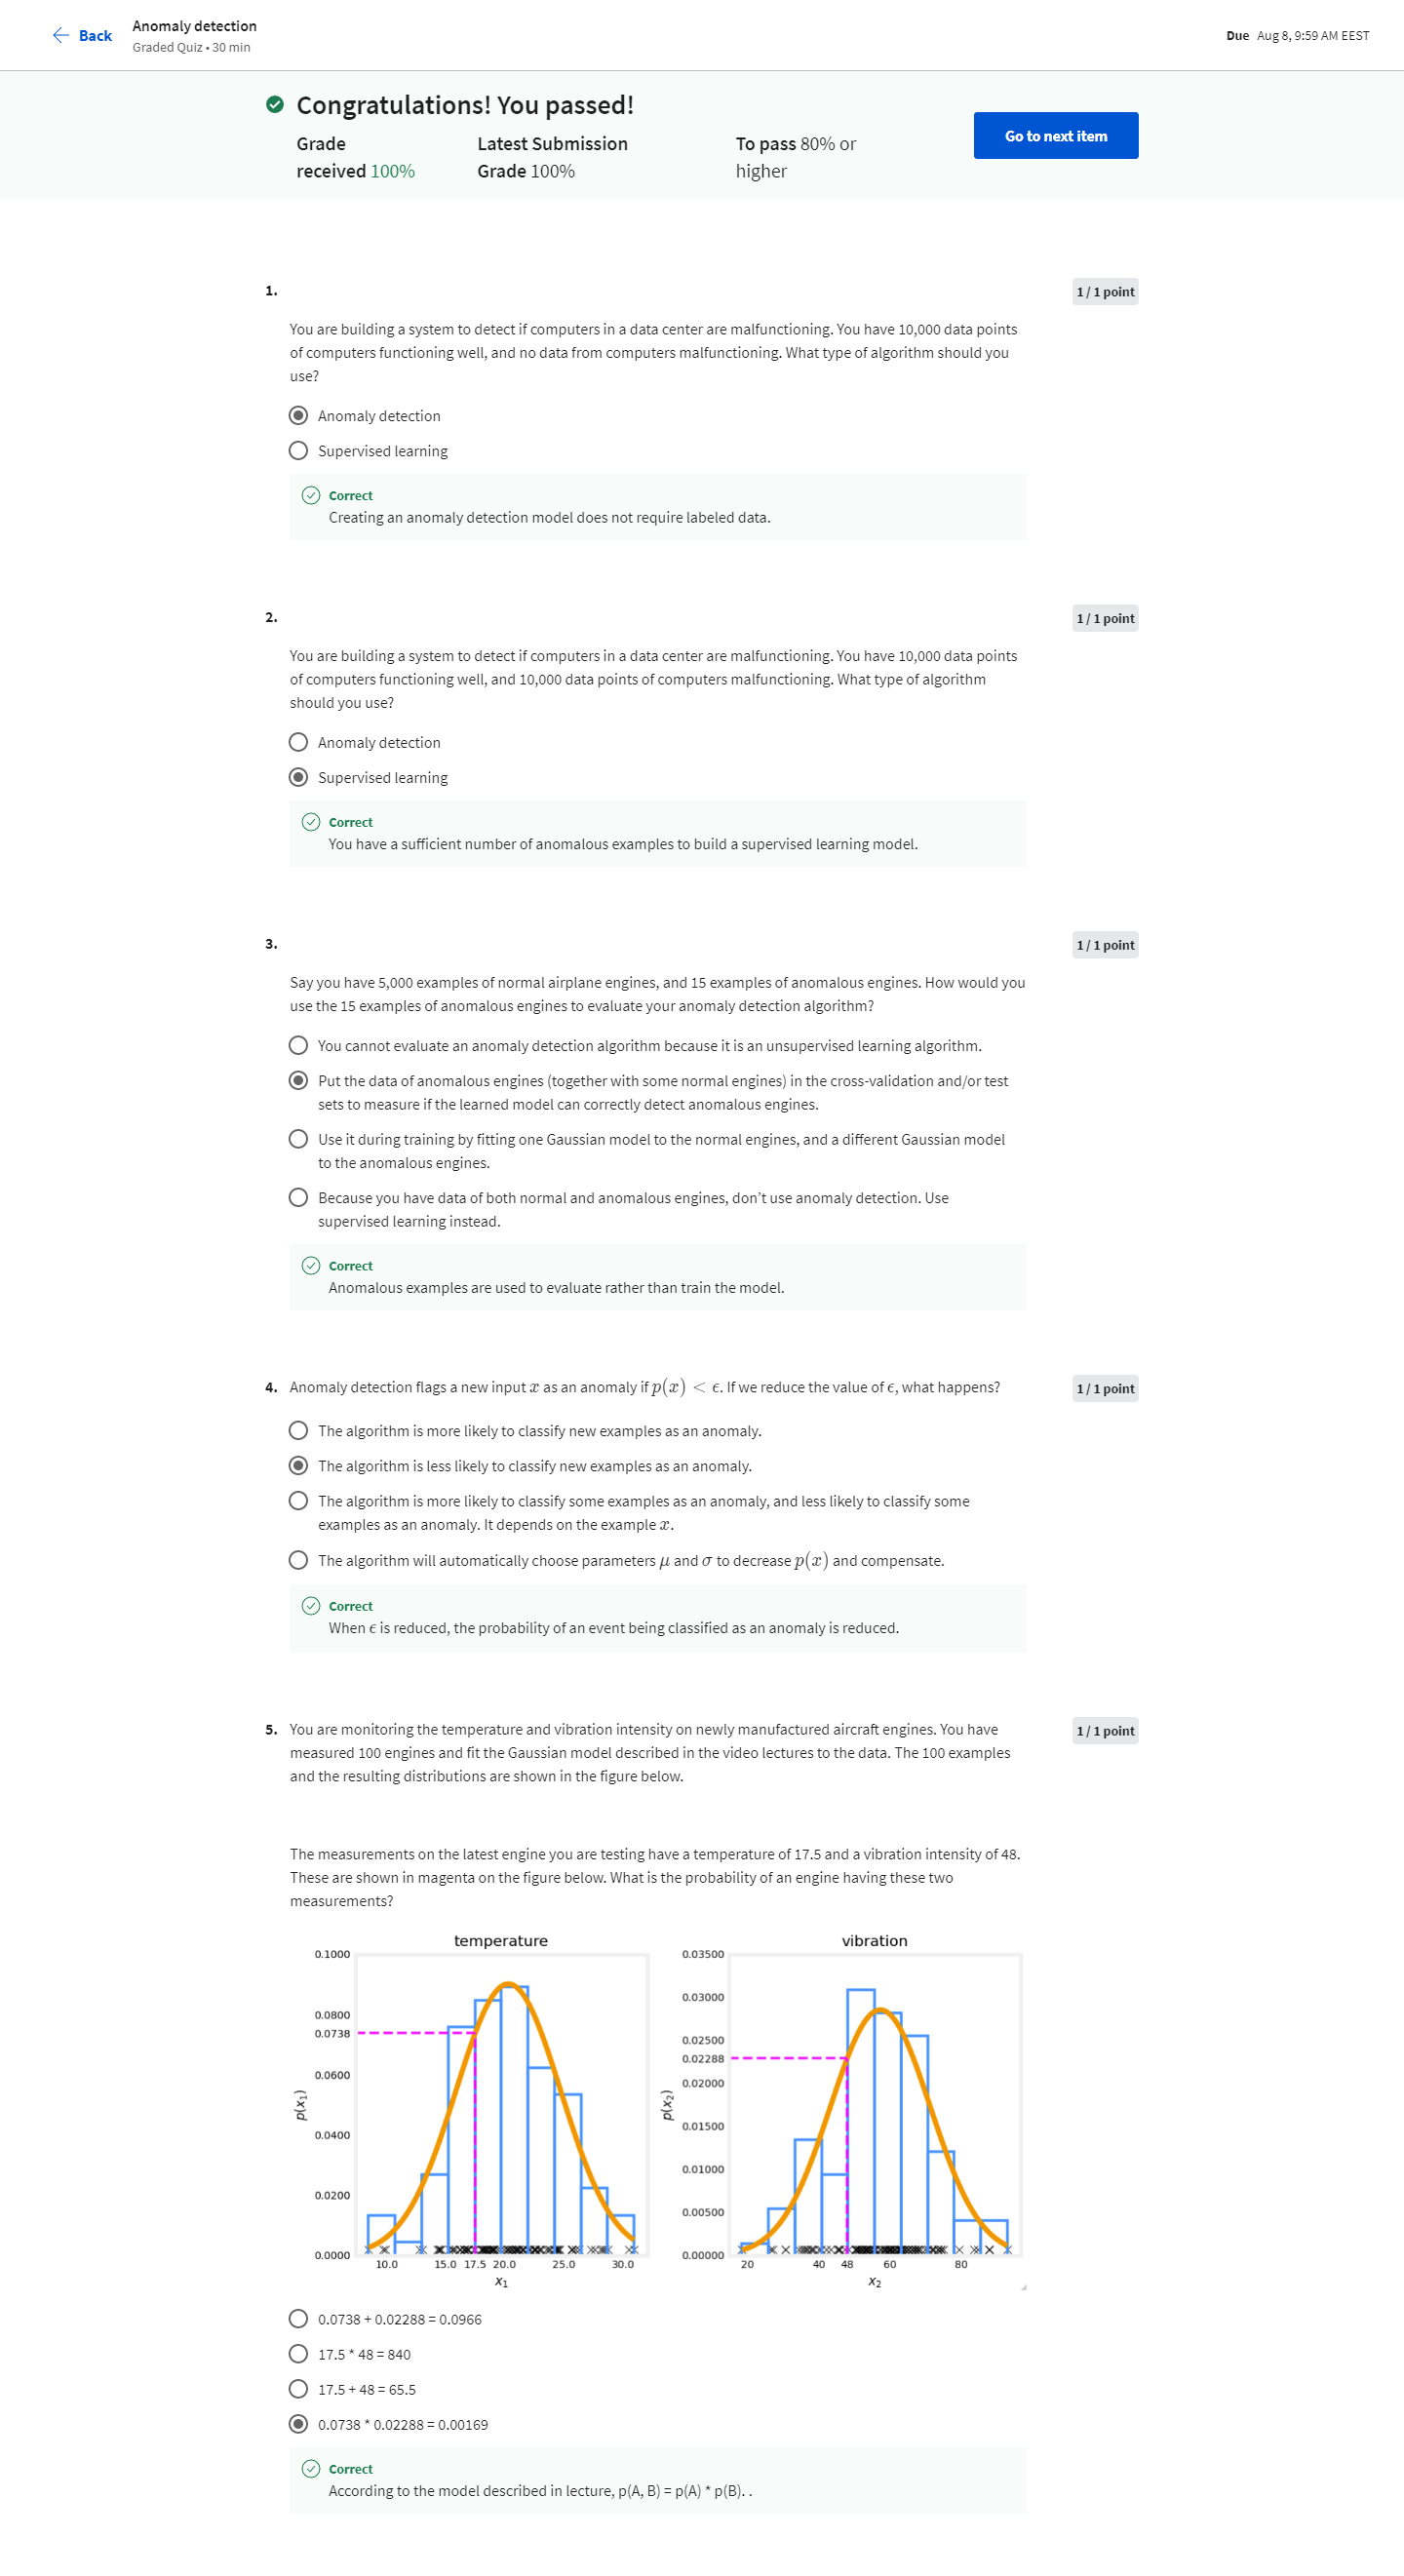 Back
Anomaly detection
Graded Quiz • 30 min
Due Aug 8, 9:59 AM EEST
Congratulations! You passed!
Grade received 100%
Latest Submission Grade 100%
To pass 80% or higher
Go to next item
1.
1 / 1 point
You are building a system to detect if computers in a data center are malfunctioning. You have 10,000 data points
of computers functioning well, and no data from computers malfunctioning. What type of algorithm should you
use?
Anomaly detection
Supervised learning
Correct
Creating an anomaly detection model does not require labeled data.
2.
1 / 1 point
You are building a system to detect if computers in a data center are malfunctioning. You have 10,000 data points
of computers functioning well, and 10,000 data points of computers malfunctioning. What type of algorithm
should you use?
Anomaly detection
Supervised learning
Correct
You have a sufficient number of anomalous examples to build a supervised learning model.
3.
1 / 1 point
Say you have 5,000 examples of normal airplane engines, and 15 examples of anomalous engines. How would you
use the 15 examples of anomalous engines to evaluate your anomaly detection algorithm?
You cannot evaluate an anomaly detection algorithm because it is an unsupervised learning algorithm.
Put the data of anomalous engines (together with some normal engines) in the cross-validation and/or test
sets to measure if the learned model can correctly detect anomalous engines.
Use it during training by fitting one Gaussian model to the normal engines, and a different Gaussian model
to the anomalous engines.
Because you have data of both normal and anomalous engines, don’t use anomaly detection. Use
supervised learning instead.
Correct
Anomalous examples are used to evaluate rather than train the model.
4. Anomaly detection flags a new input x as an anomaly if p(x) < ϵ. If we reduce the value of ϵ, what happens?
1 / 1 point
The algorithm is more likely to classify new examples as an anomaly.
The algorithm is less likely to classify new examples as an anomaly.
The algorithm is more likely to classify some examples as an anomaly, and less likely to classify some
examples as an anomaly. It depends on the example x.
The algorithm will automatically choose parameters μ and σ to decrease p(x) and compensate.
Correct
When ϵ is reduced, the probability of an event being classified as an anomaly is reduced.
5. You are monitoring the temperature and vibration intensity on newly manufactured aircraft engines. You have
1 / 1 point
measured 100 engines and fit the Gaussian model described in the video lectures to the data. The 100 examples
and the resulting distributions are shown in the figure below.
The measurements on the latest engine you are testing have a temperature of 17.5 and a vibration intensity of 48.
These are shown in magenta on the figure below. What is the probability of an engine having these two
measurements?
temperature
0.1000
0.0800
0.0738
0.0600
0.0400
0.0200
0.0000
p(x₁)
10.0 15.0 17.5 20.0 25.0 30.0
x₁
vibration
0.03500
0.03000
0.02500
0.02288
0.02000
0.01500
0.01000
0.00500
0.00000
p(x₂)
20 40 48 60 80
x₂
0.0738 + 0.02288 = 0.0966
17.5 * 48 = 840
17.5 + 48 = 65.5
0.0738 * 0.02288 = 0.00169
Correct
According to the model described in lecture, p(A, B) = p(A) * p(B). .